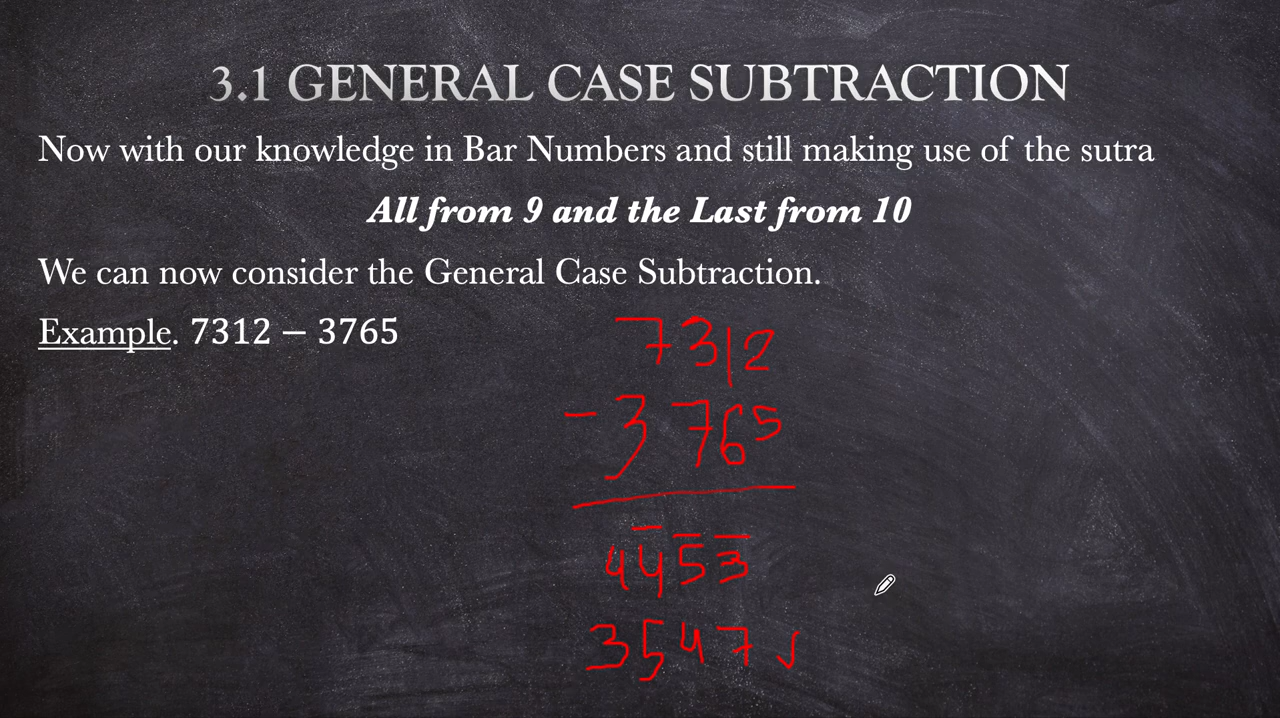 3.1 GENERAL CASE SUBTRACTION
Now with our knowledge in Bar Numbers and still making use of the sutra
All from 9 and the Last from 10
We can now consider the General Case Subtraction.
Example. 7312 − 3765
7312
− 3765
44̅5̅3̅
3547 ✓